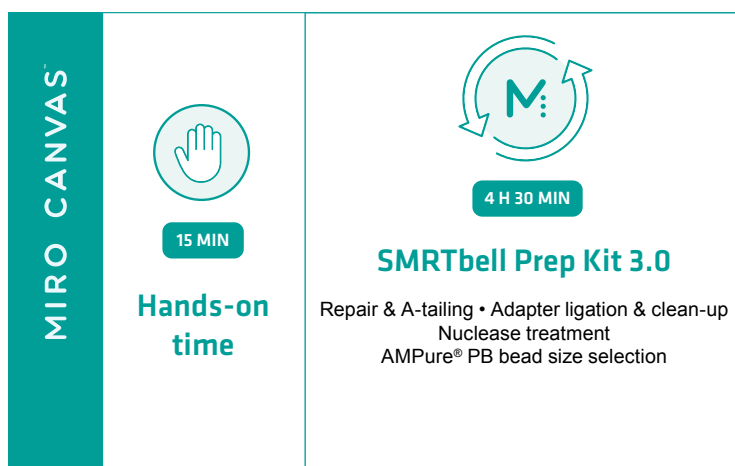 MIRO CANVAS™
15 MIN
Hands-on
time
M
4 H 30 MIN
SMRTbell Prep Kit 3.0
Repair & A-tailing • Adapter ligation & clean-up
Nuclease treatment
AMPure® PB bead size selection